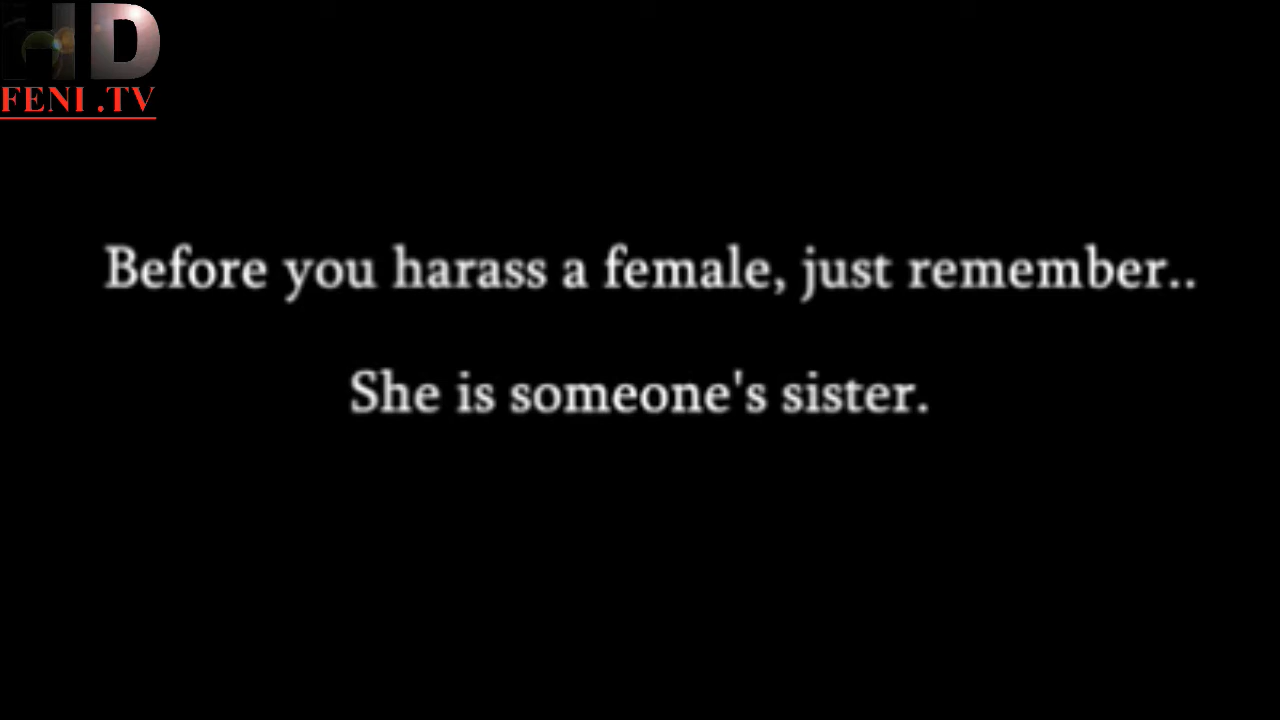 HD
FENI .TV
Before you harass a female, just remember..
She is someone's sister.